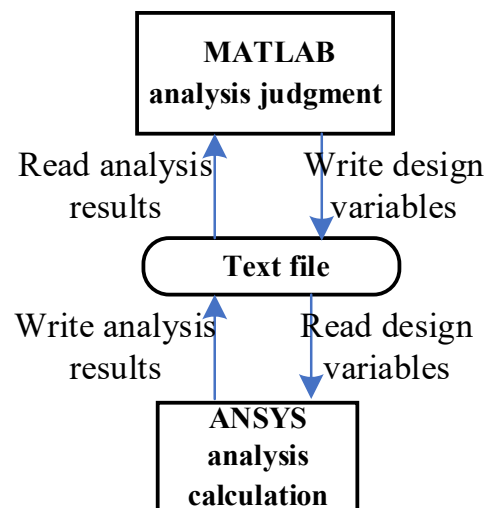 MATLAB
analysis judgment
Read analysis
results
Write design
variables
Text file
Write analysis
results
Read design
variables
ANSYS
analysis
calculation